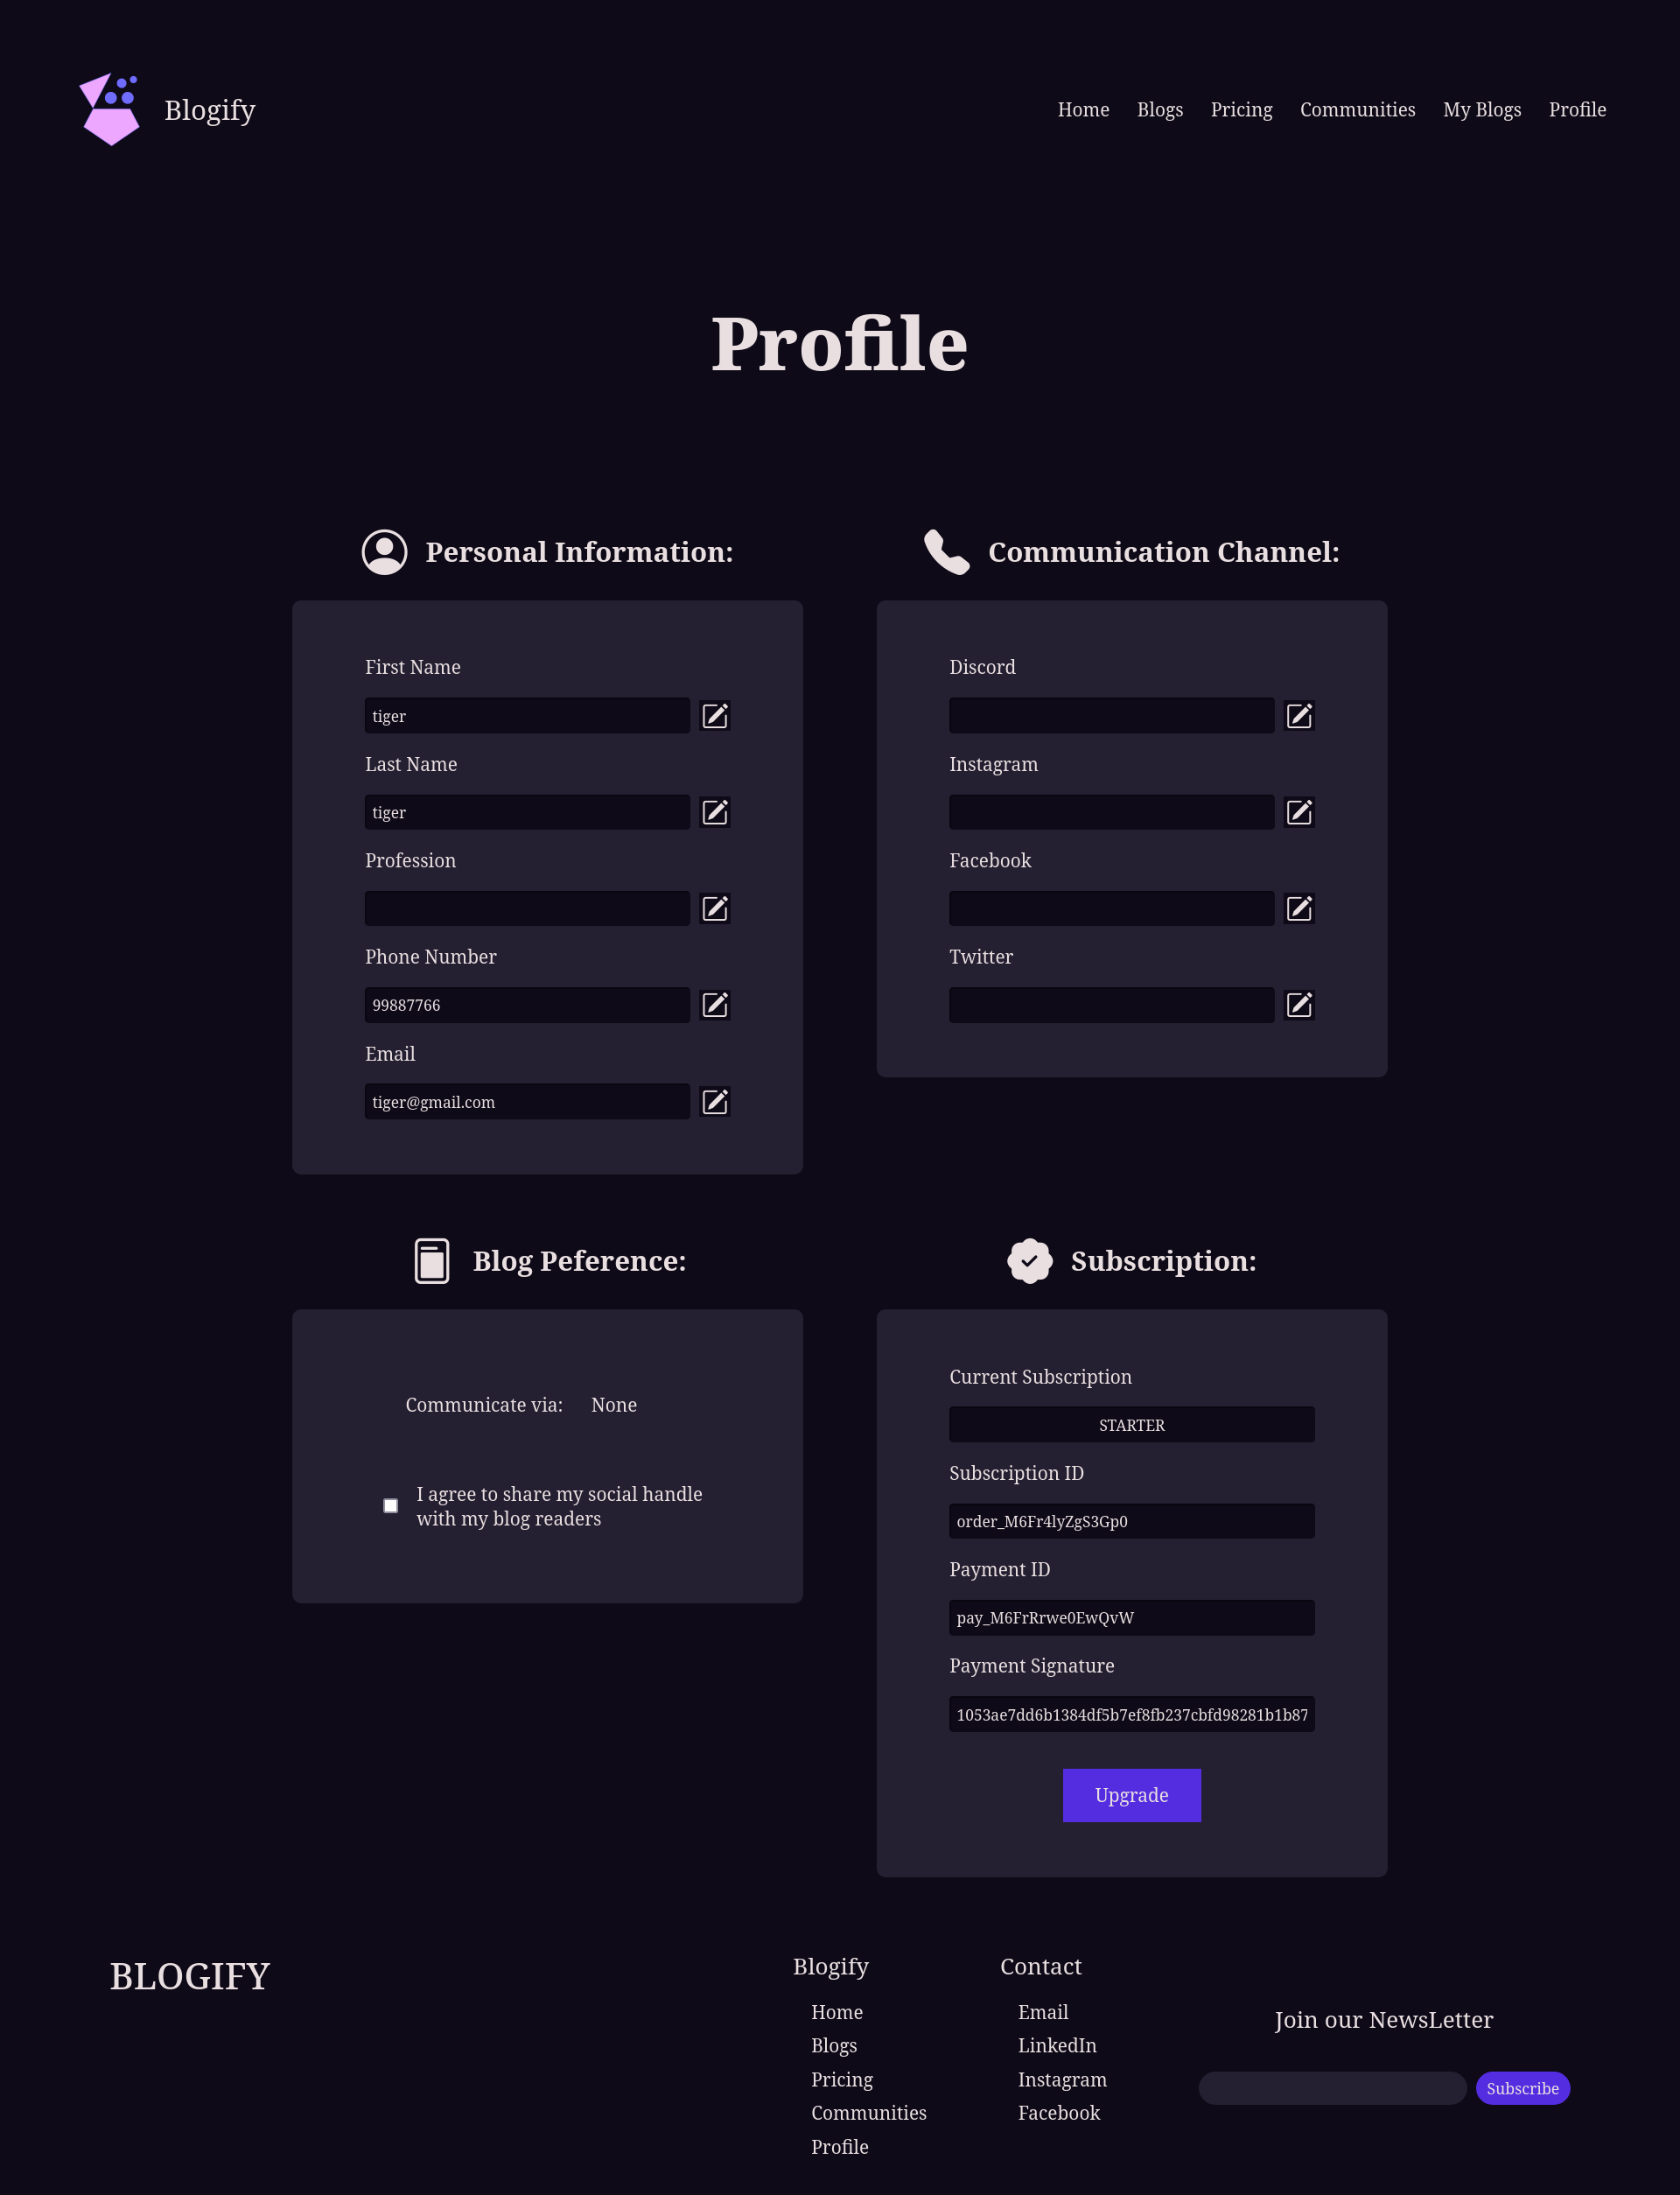 Blogify
Home Blogs Pricing Communities My Blogs Profile
Profile
Personal Information:
First Name
tiger
Last Name
tiger
Profession
Phone Number
99887766
Email
tiger@gmail.com
Communication Channel:
Discord
Instagram
Facebook
Twitter
Blog Peference:
Communicate via: None
I agree to share my social handle
with my blog readers
Subscription:
Current Subscription
STARTER
Subscription ID
order_M6Fr4lyZgS3Gp0
Payment ID
pay_M6FrRrwe0EwQvW
Payment Signature
1053ae7dd6b1384df5b7ef8fb237cbfd98281b1b87
Upgrade
BLOGIFY
Blogify
Home
Blogs
Pricing
Communities
Profile
Contact
Email
LinkedIn
Instagram
Facebook
Join our NewsLetter
Subscribe